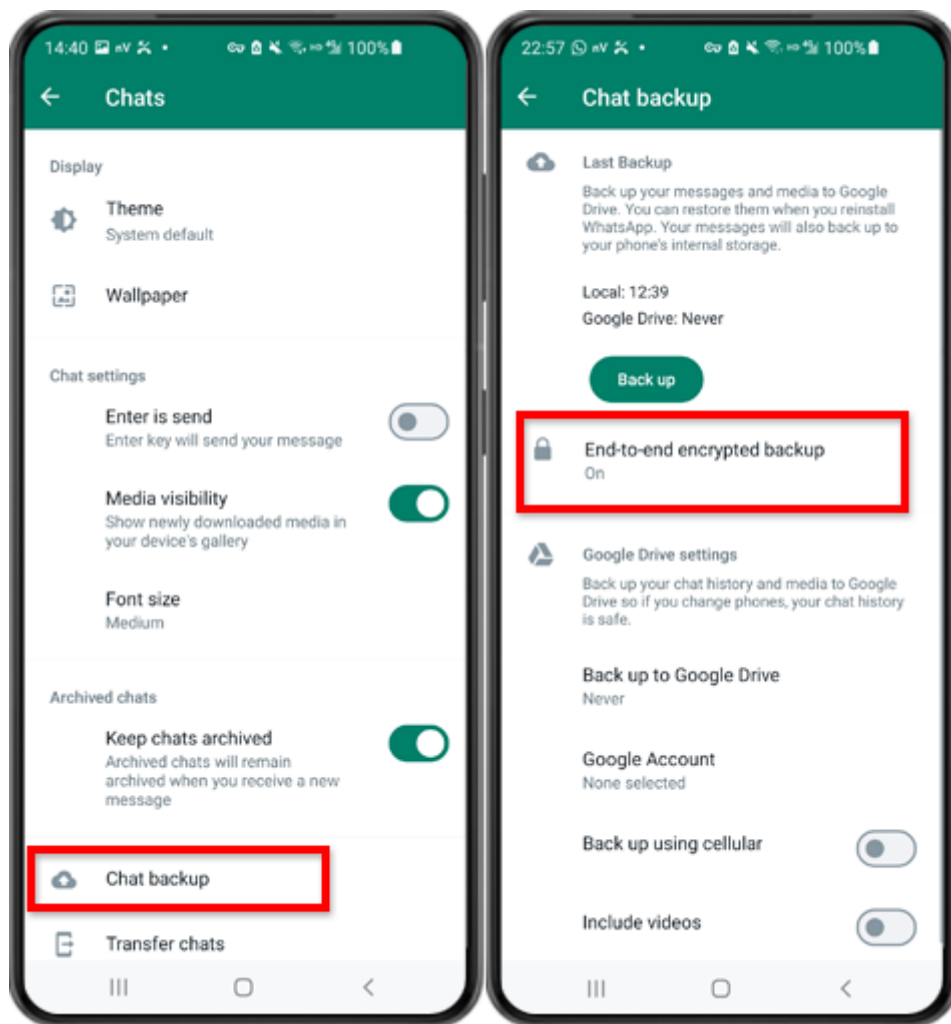 14:40
100%
Chats
Display
Theme
System default
Wallpaper
Chat settings
Enter is send
Enter key will send your message
Media visibility
Show newly downloaded media in
your device's gallery
Font size
Medium
Archived chats
Keep chats archived
Archived chats will remain
archived when you receive a new
message
Chat backup
Transfer chats
22:57
100%
Chat backup
Last Backup
Back up your messages and media to Google
Drive. You can restore them when you reinstall
WhatsApp. Your messages will also back up to
your phone's internal storage.
Local: 12:39
Google Drive: Never
Back up
End-to-end encrypted backup
On
Google Drive settings
Back up your chat history and media to Google
Drive so if you change phones, your chat history
is safe.
Back up to Google Drive
Never
Google Account
None selected
Back up using cellular
Include videos